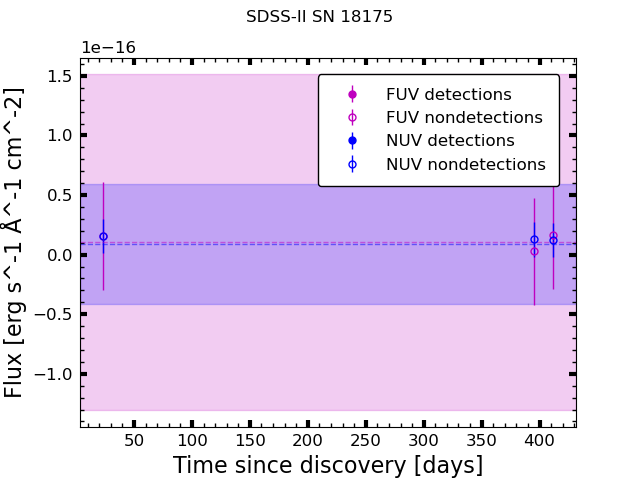 SDSS-II SN 18175
1e−16
FUV detections
FUV nondetections
NUV detections
NUV nondetections
1.5
1.0
0.5
0.0
−0.5
−1.0
Flux [erg s^-1 Å^-1 cm^-2]
50 100 150 200 250 300 350 400
Time since discovery [days]